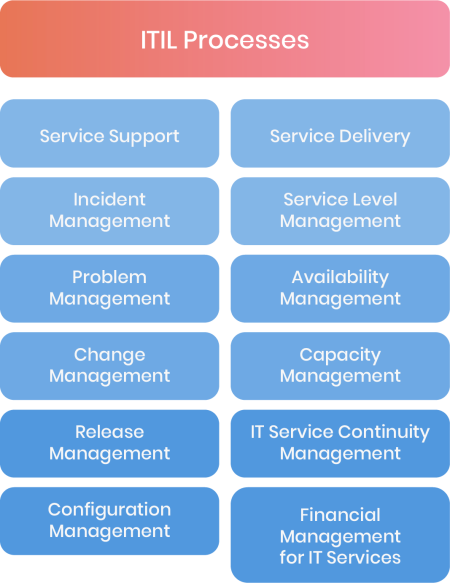 ITIL Processes
Service Support
Service Delivery
Incident
Management
Service Level
Management
Problem
Management
Availability
Management
Change
Management
Capacity
Management
Release
Management
IT Service Continuity
Management
Configuration
Management
Financial
Management
for IT Services